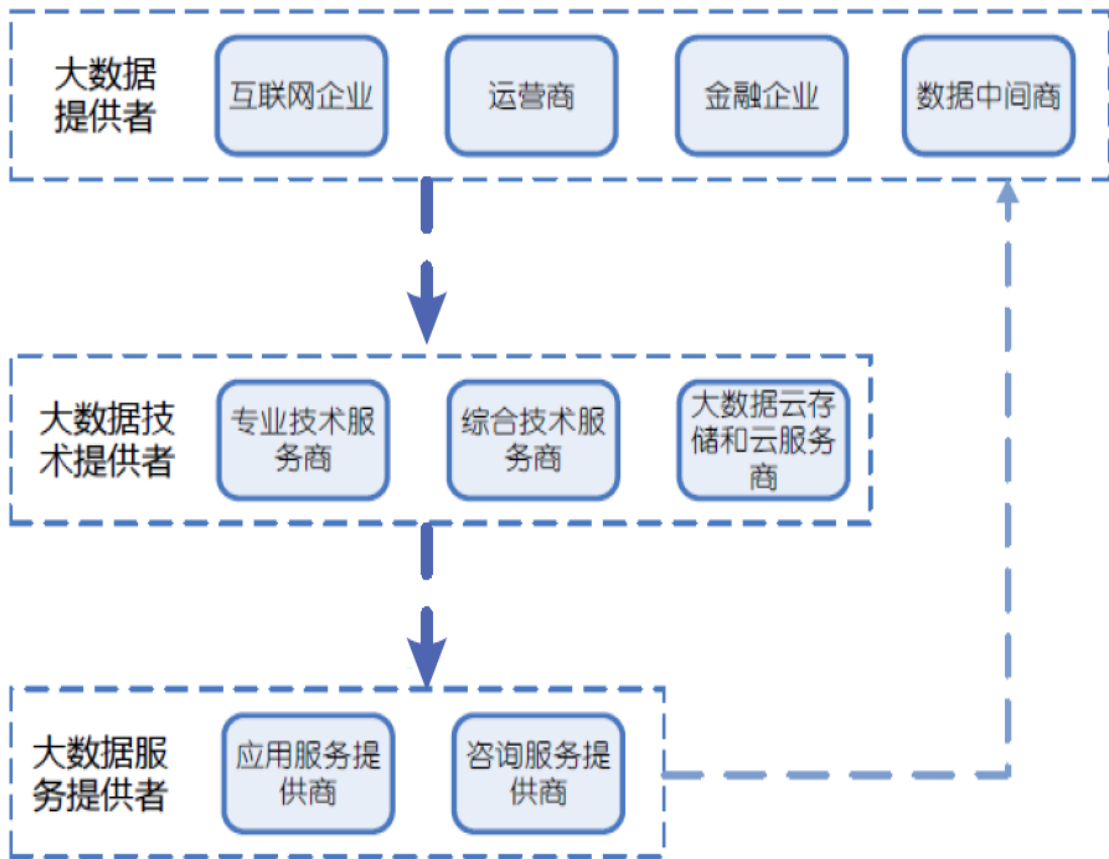 大数据
提供者
互联网企业
运营商
金融企业
数据中间商
大数据技
术提供者
专业技术服
务商
综合技术服
务商
大数据云存
储和云服务
商
大数据服
务提供者
应用服务提
供商
咨询服务提
供商